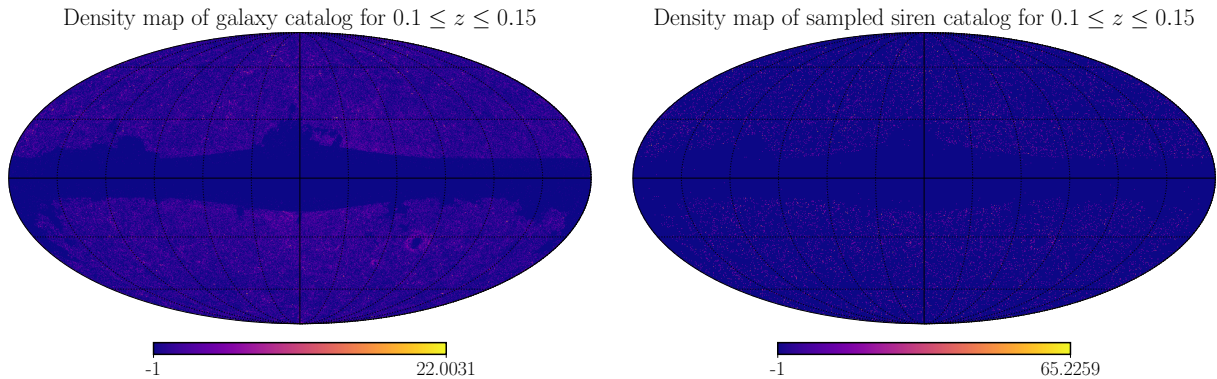 Density map of galaxy catalog for 0.1 ≤ z ≤ 0.15
-1 22.0031
Density map of sampled siren catalog for 0.1 ≤ z ≤ 0.15
-1 65.2259